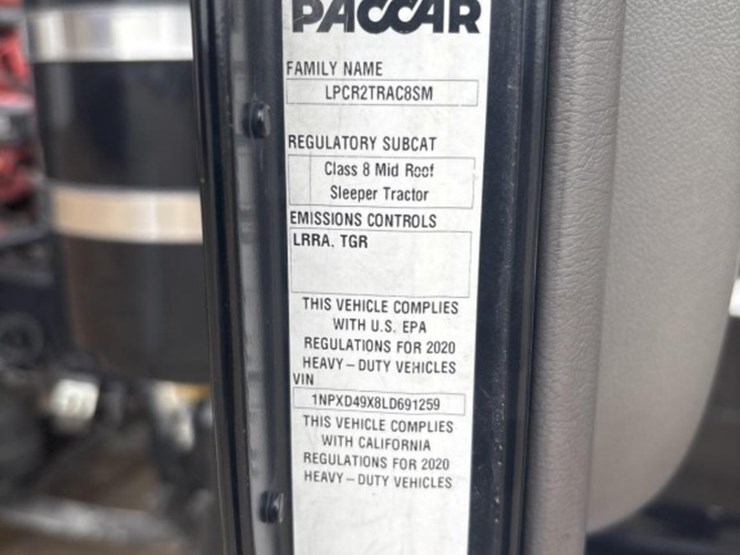 PACCAR
FAMILY NAME
LPCR2TRAC8SM
REGULATORY SUBCAT
Class 8 Mid Roof
Sleeper Tractor
EMISSIONS CONTROLS
LRRA, TGR
THIS VEHICLE COMPLIES
WITH U.S. EPA
REGULATIONS FOR 2020
HEAVY-DUTY VEHICLES
VIN
1NPXD49X8LD691259
THIS VEHICLE COMPLIES
WITH CALIFORNIA
REGULATIONS FOR 2020
HEAVY-DUTY VEHICLES